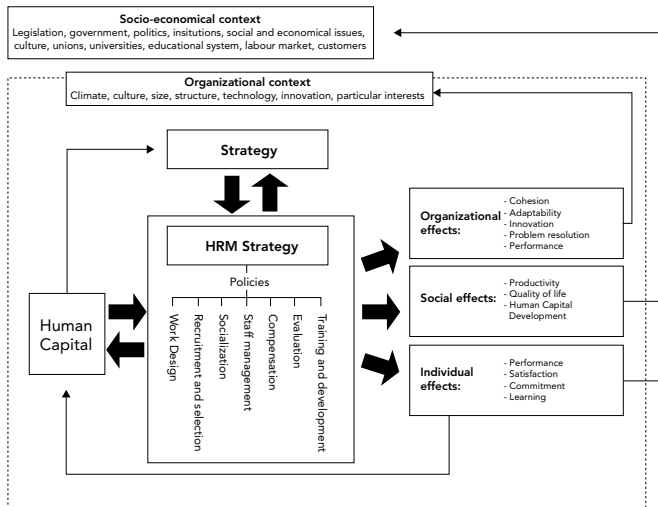 Socio-economical context
Legislation, government, politics, insitutions, social and economical issues,
culture, unions, universities, educational system, labour market, customers
Organizational context
Climate, culture, size, structure, technology, innovation, particular interests
Strategy
HRM Strategy
Policies
Work Design
Recruitment and selection
Socialization
Staff management
Compensation
Evaluation
Training and development
Human
Capital
Organizational
effects:
- Cohesion
- Adaptability
- Innovation
- Problem resolution
- Performance
Social effects:
- Productivity
- Quality of life
- Human Capital
Development
Individual
effects:
- Performance
- Satisfaction
- Commitment
- Learning